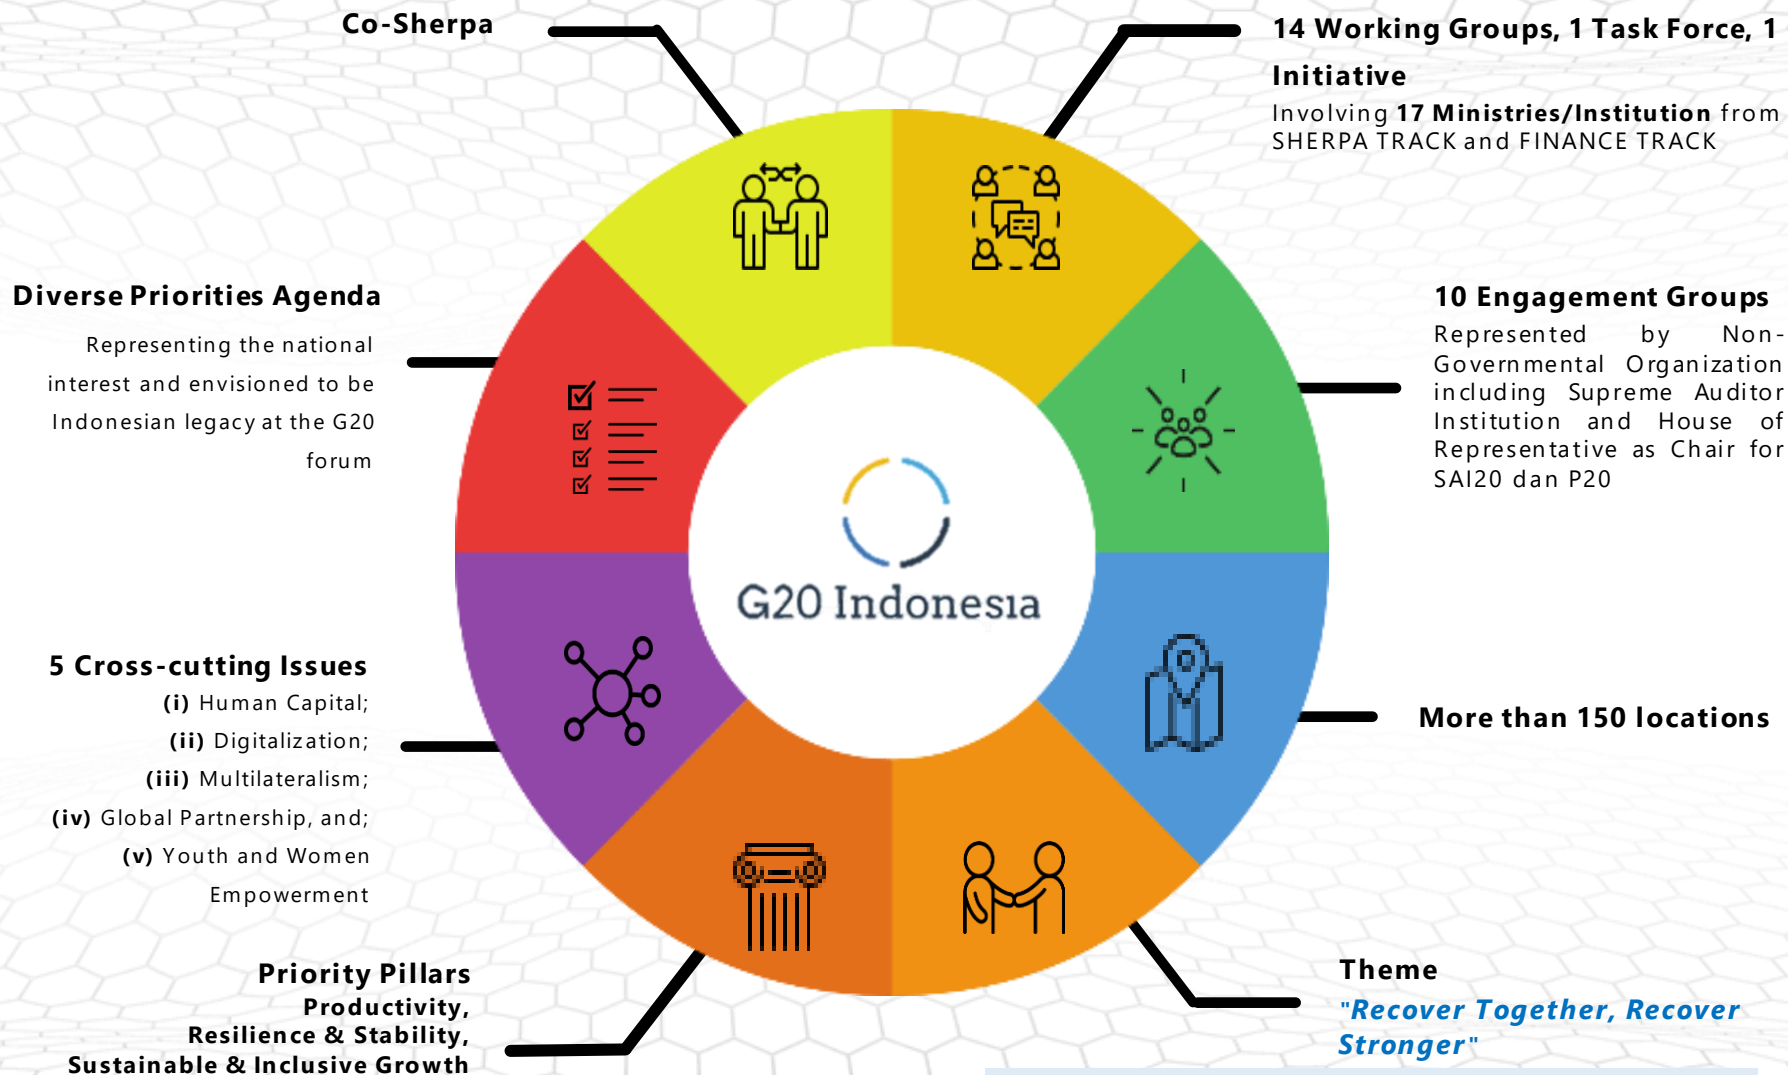 Co-Sherpa
14 Working Groups, 1 Task Force, 1
Initiative
Involving 17 Ministries/Institution from
SHERPA TRACK and FINANCE TRACK
Diverse Priorities Agenda
Representing the national
interest and envisioned to be
Indonesian legacy at the G20
forum
10 Engagement Groups
Represented by Non-
Governmental Organization
including Supreme Auditor
Institution and House of
Representative as Chair for
SAI20 dan P20
G20 Indonesia
5 Cross-cutting Issues
(i) Human Capital;
(ii) Digitalization;
(iii) Multilateralism;
(iv) Global Partnership, and;
(v) Youth and Women
Empowerment
More than 150 locations
Priority Pillars
Productivity,
Resilience & Stability,
Sustainable & Inclusive Growth
Theme
"Recover Together, Recover
Stronger"